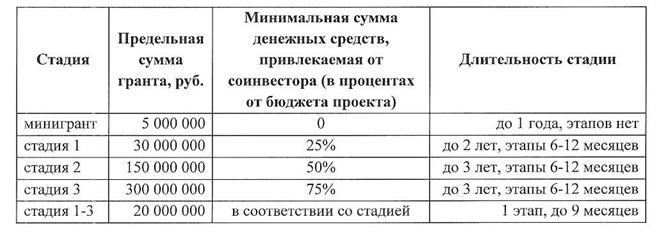 Стадия | Предельная сумма гранта, руб. | Минимальная сумма денежных средств, привлекаемая от соинвестора (в процентах от бюджета проекта) | Длительность стадии
минигрант | 5 000 000 | 0 | до 1 года, этапов нет
стадия 1 | 30 000 000 | 25% | до 2 лет, этапы 6-12 месяцев
стадия 2 | 150 000 000 | 50% | до 3 лет, этапы 6-12 месяцев
стадия 3 | 300 000 000 | 75% | до 3 лет, этапы 6-12 месяцев
стадия 1-3 | 20 000 000 | в соответствии со стадией | 1 этап, до 9 месяцев